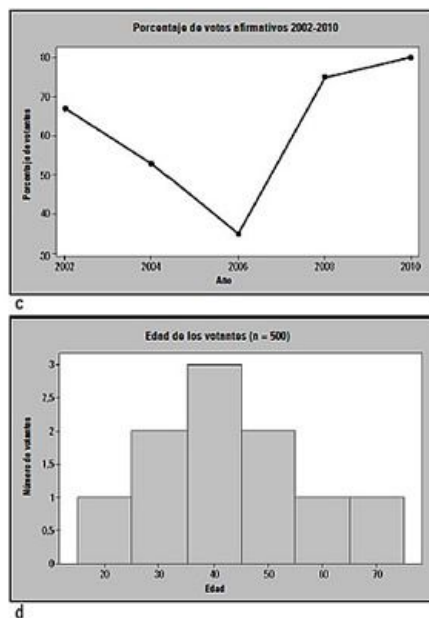 Porcentaje de votos afirmativos 2002-2010
Porcentaje de votantes
80
70
60
50
40
30
2002 2004 2006 2008 2010
Año
c
Edad de los votantes (n = 500)
Número de votantes
3
2,5
2
1,5
1
0,5
0
20 30 40 50 60 70
Edad
d